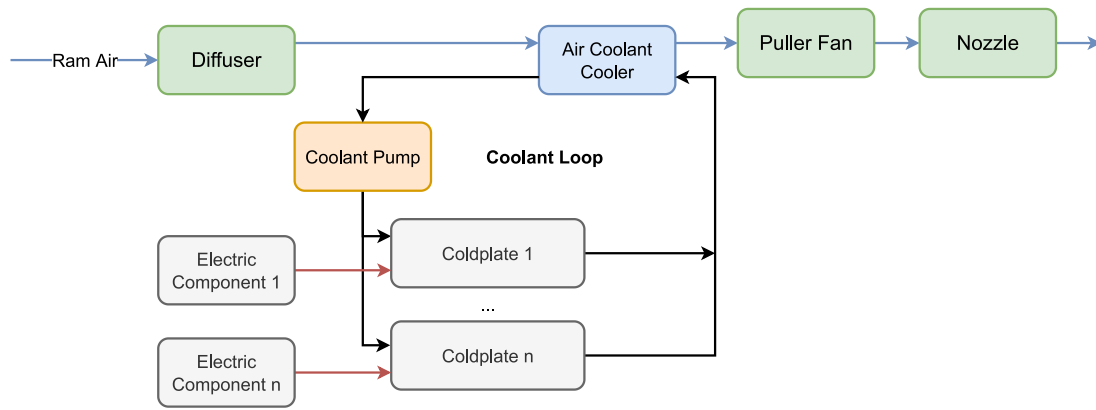 Ram Air
Diffuser
Air Coolant
Cooler
Puller Fan
Nozzle
Coolant Pump
Coolant Loop
Electric
Component 1
Coldplate 1
...
Electric
Component n
Coldplate n